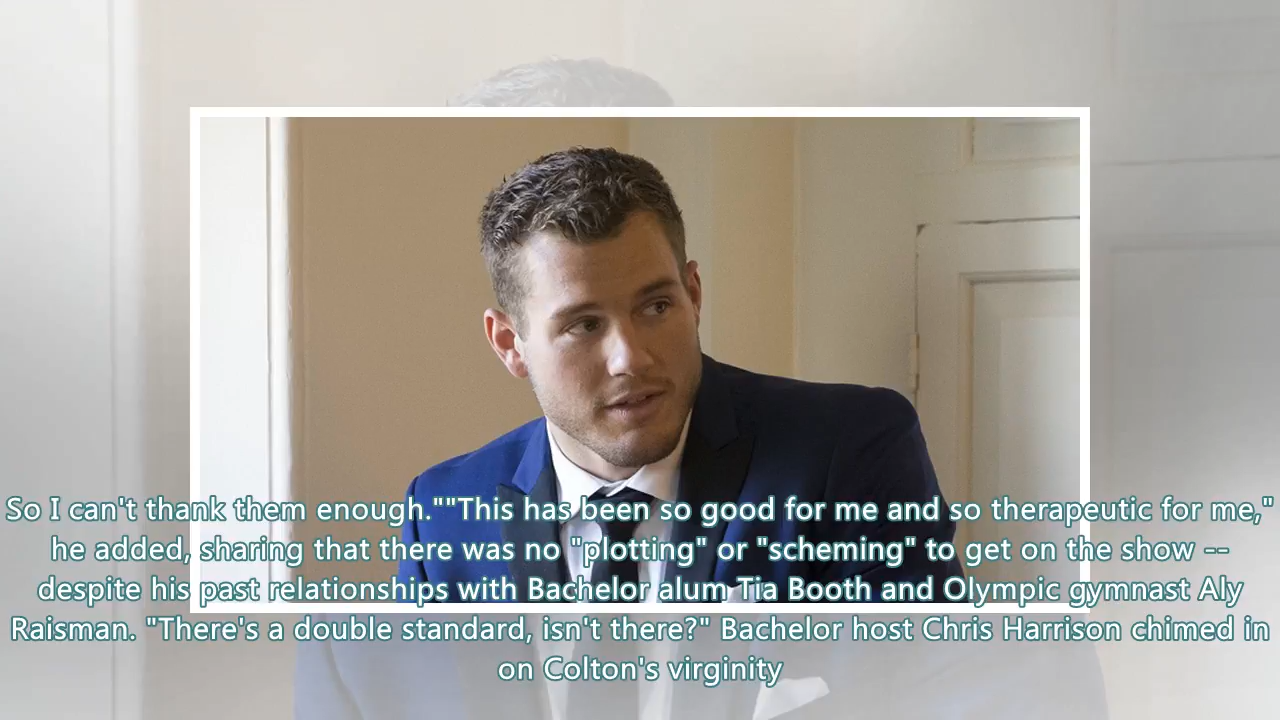 So I can't thank them enough.""This has been so good for me and so therapeutic for me,"
he added, sharing that there was no "plotting" or "scheming" to get on the show --
despite his past relationships with Bachelor alum Tia Booth and Olympic gymnast Aly
Raisman. "There's a double standard, isn't there?" Bachelor host Chris Harrison chimed in
on Colton's virginity